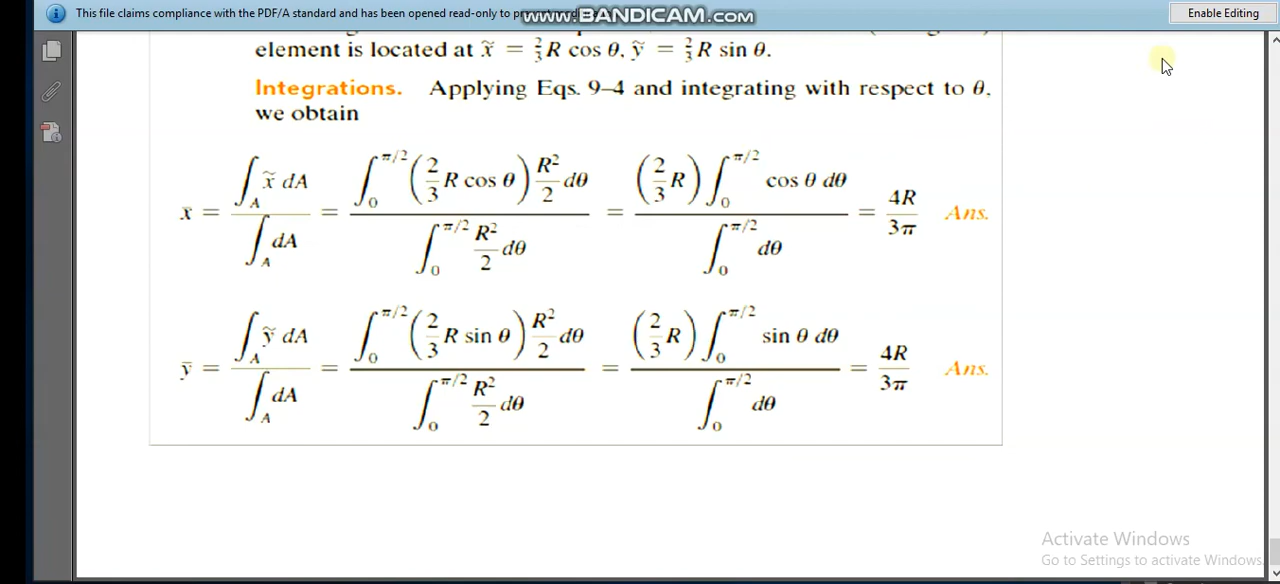 This file claims compliance with the PDF/A standard and has been opened read-only to
www.BANDICAM.com
Enable Editing
element is located at x̃ = 2/3 R cos θ, ỹ = 2/3 R sin θ.
Integrations. Applying Eqs. 9–4 and integrating with respect to θ,
we obtain
x̄ = ∫_A x̃ dA / ∫_A dA = ∫_0^{π/2} (2/3 R cos θ) R²/2 dθ / ∫_0^{π/2} R²/2 dθ = (2/3 R) ∫_0^{π/2} cos θ dθ / ∫_0^{π/2} dθ = 4R/3π Ans.
ȳ = ∫_A ỹ dA / ∫_A dA = ∫_0^{π/2} (2/3 R sin θ) R²/2 dθ / ∫_0^{π/2} R²/2 dθ = (2/3 R) ∫_0^{π/2} sin θ dθ / ∫_0^{π/2} dθ = 4R/3π Ans.
Activate Windows
Go to Settings to activate Windows.